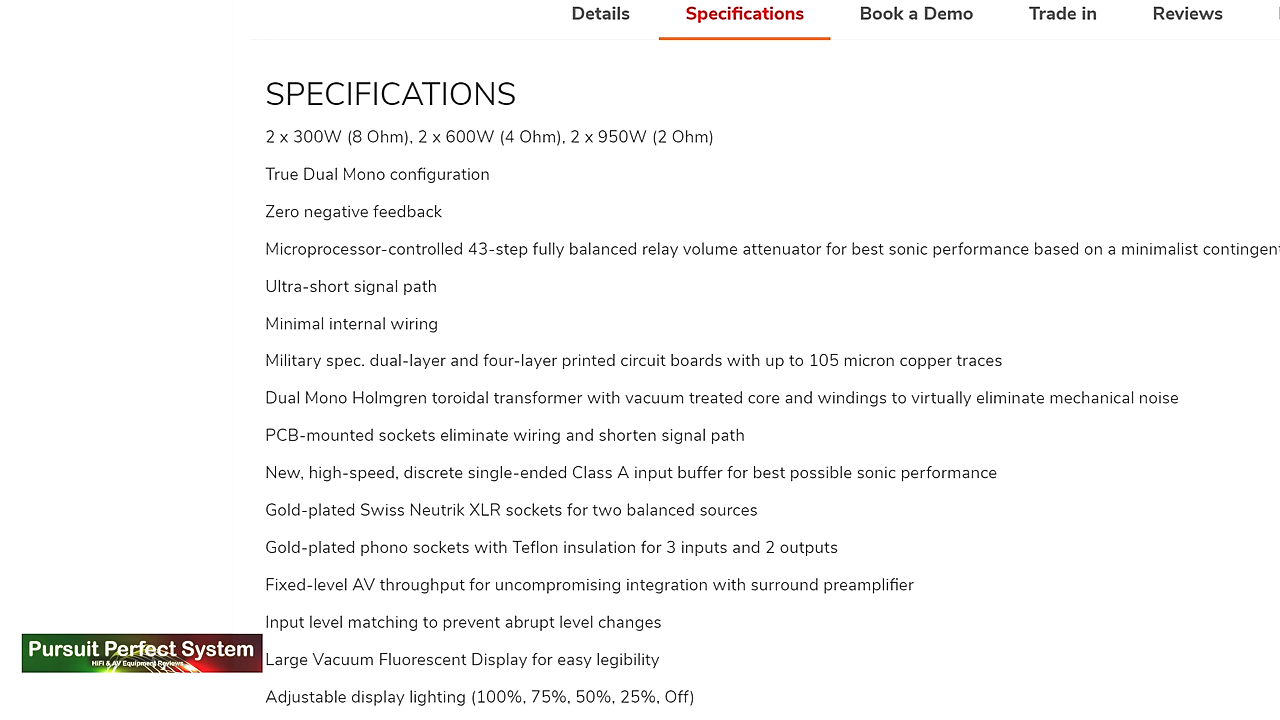 Details Specifications Book a Demo Trade in Reviews
SPECIFICATIONS
2 x 300W (8 Ohm), 2 x 600W (4 Ohm), 2 x 950W (2 Ohm)
True Dual Mono configuration
Zero negative feedback
Microprocessor-controlled 43-step fully balanced relay volume attenuator for best sonic performance based on a minimalist contingent
Ultra-short signal path
Minimal internal wiring
Military spec. dual-layer and four-layer printed circuit boards with up to 105 micron copper traces
Dual Mono Holmgren toroidal transformer with vacuum treated core and windings to virtually eliminate mechanical noise
PCB-mounted sockets eliminate wiring and shorten signal path
New, high-speed, discrete single-ended Class A input buffer for best possible sonic performance
Gold-plated Swiss Neutrik XLR sockets for two balanced sources
Gold-plated phono sockets with Teflon insulation for 3 inputs and 2 outputs
Fixed-level AV throughput for uncompromising integration with surround preamplifier
Input level matching to prevent abrupt level changes
Pursuit Perfect System
HiFi & AV Equipment Reviews
Large Vacuum Fluorescent Display for easy legibility
Adjustable display lighting (100%, 75%, 50%, 25%, Off)